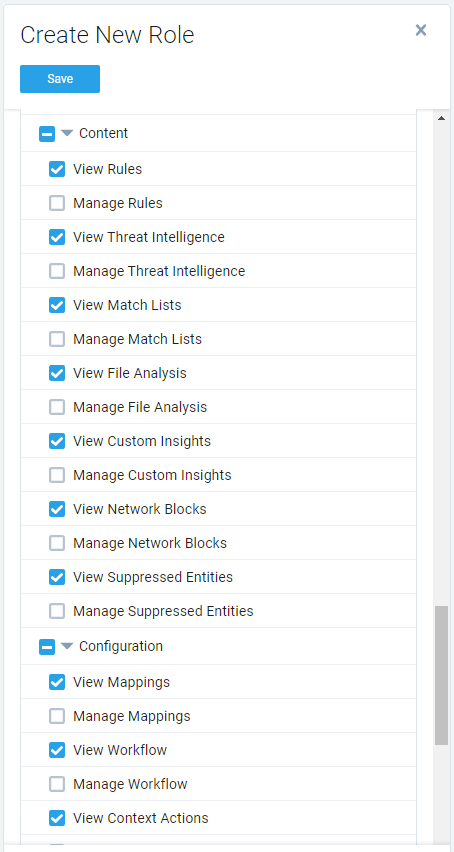 Create New Role
Save
Content
View Rules
Manage Rules
View Threat Intelligence
Manage Threat Intelligence
View Match Lists
Manage Match Lists
View File Analysis
Manage File Analysis
View Custom Insights
Manage Custom Insights
View Network Blocks
Manage Network Blocks
View Suppressed Entities
Manage Suppressed Entities
Configuration
View Mappings
Manage Mappings
View Workflow
Manage Workflow
View Context Actions